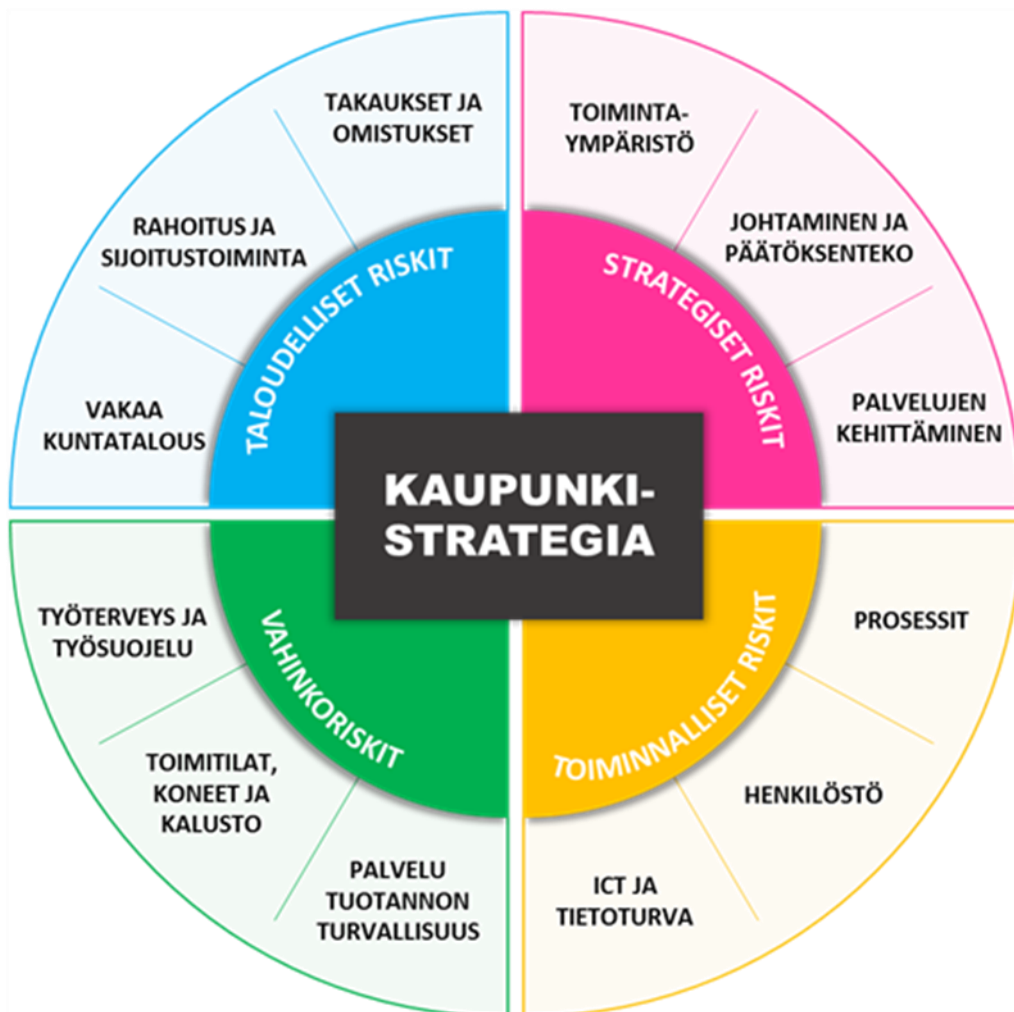 TAKAUKSET JA
OMISTUKSET
RAHOITUS JA
SIJOITUSTOIMINTA
VAKAA
KUNTATALOUS
TALOUDELLISET RISKIT
TOIMINTA-
YMPÄRISTÖ
JOHTAMINEN JA
PÄÄTÖKSENTEKO
PALVELUJEN
KEHITTÄMINEN
STRATEGISET RISKIT
KAUPUNKI-
STRATEGIA
TYÖTERVEYS JA
TYÖSUOJELU
TOIMITILAT,
KONEET JA
KALUSTO
PALVELU
TUOTANNON
TURVALLISUUS
VAHINKORISKIT
PROSESSIT
HENKILÖSTÖ
ICT JA
TIETOTURVA
TOIMINNALLISET RISKIT